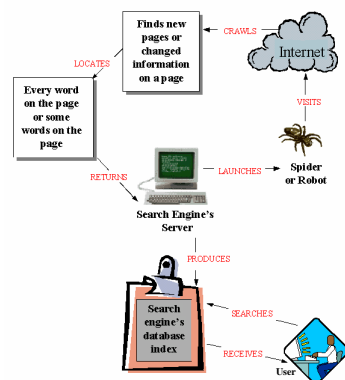 Finds new
pages or
changed
information
on a page
CRAWLS
Internet
LOCATES
Every word
on the page
or some
words on the
page
VISITS
Spider
or Robot
RETURNS
LAUNCHES
Search Engine's
Server
PRODUCES
Search
engine's
database
index
SEARCHES
RECEIVES
User